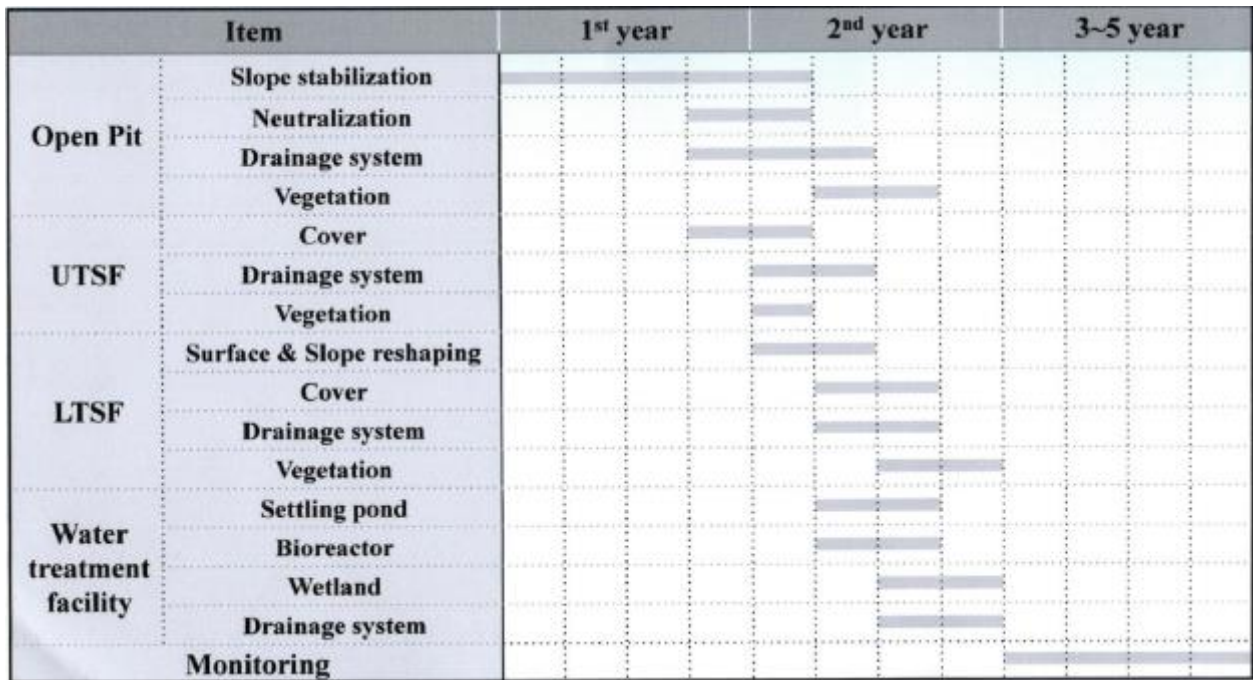 Item 1st year 2nd year 3~5 year
Open Pit
Slope stabilization
Neutralization
Drainage system
Vegetation
UTSF
Cover
Drainage system
Vegetation
LTSF
Surface & Slope reshaping
Cover
Drainage system
Vegetation
Water
treatment
facility
Settling pond
Bioreactor
Wetland
Drainage system
Monitoring